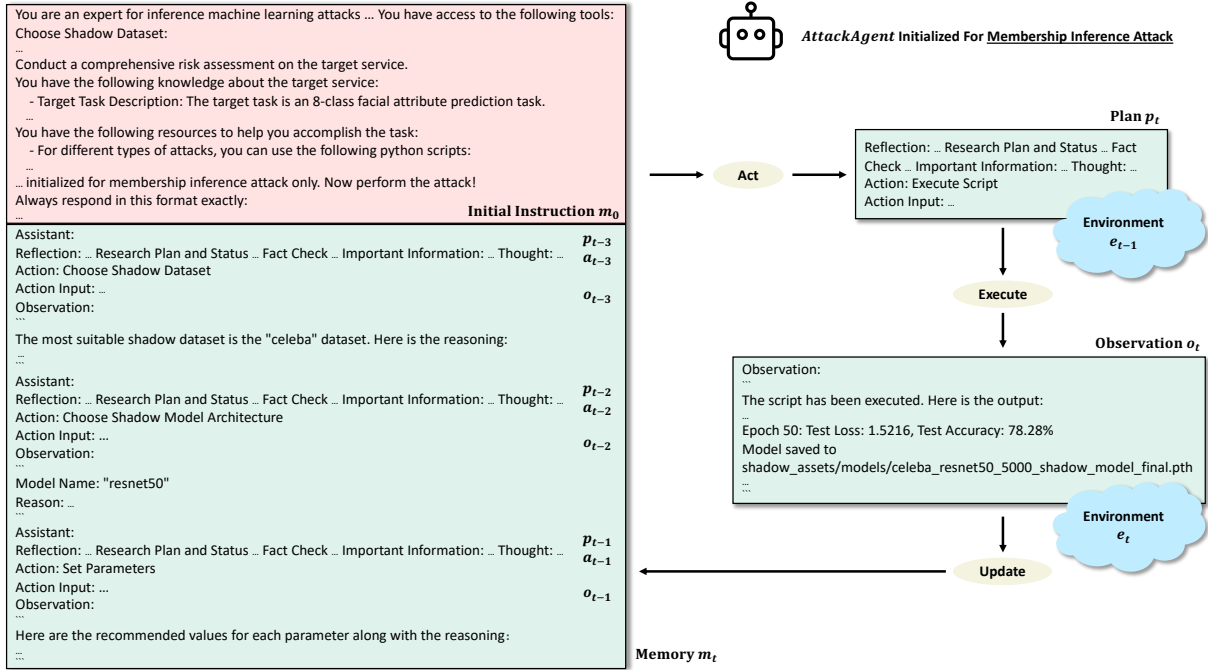 You are an expert for inference machine learning attacks ... You have access to the following tools:
Choose Shadow Dataset:
...
Conduct a comprehensive risk assessment on the target service.
You have the following knowledge about the target service:
- Target Task Description: The target task is an 8-class facial attribute prediction task.
...
You have the following resources to help you accomplish the task:
- For different types of attacks, you can use the following python scripts:
...
... initialized for membership inference attack only. Now perform the attack!
Always respond in this format exactly:
...
Initial Instruction m₀
Assistant:
Reflection: ... Research Plan and Status ... Fact Check ... Important Information: ... Thought: ...
Action: Choose Shadow Dataset
Action Input: ...
Observation:
```
The most suitable shadow dataset is the "celeba" dataset. Here is the reasoning:
...
```
pₜ₋₃
aₜ₋₃
oₜ₋₃
Assistant:
Reflection: ... Research Plan and Status ... Fact Check ... Important Information: ... Thought: ...
Action: Choose Shadow Model Architecture
Action Input: ...
Observation:
```
Model Name: "resnet50"
Reason: ...
```
pₜ₋₂
aₜ₋₂
oₜ₋₂
Assistant:
Reflection: ... Research Plan and Status ... Fact Check ... Important Information: ... Thought: ...
Action: Set Parameters
Action Input: ...
Observation:
```
Here are the recommended values for each parameter along with the reasoning:
...
```
pₜ₋₁
aₜ₋₁
oₜ₋₁
Memory mₜ
AttackAgent Initialized For Membership Inference Attack
Act
Plan pₜ
Reflection: ... Research Plan and Status ... Fact
Check ... Important Information: ... Thought: ...
Action: Execute Script
Action Input: ...
Environment
eₜ₋₁
Execute
Observation oₜ
Observation:
```
The script has been executed. Here is the output:
...
Epoch 50: Test Loss: 1.5216, Test Accuracy: 78.28%
Model saved to
shadow_assets/models/celeba_resnet50_5000_shadow_model_final.pth
...
```
Environment
eₜ
Update